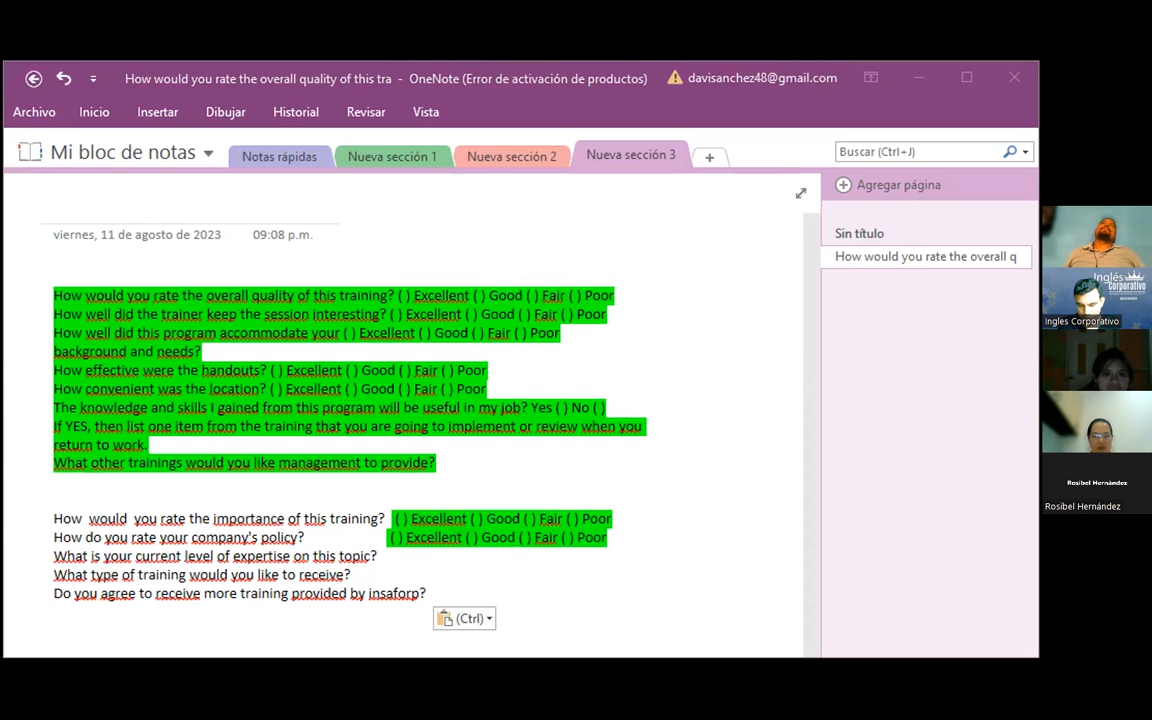 How would you rate the overall quality of this tra - OneNote (Error de activación de productos)
davisanchez48@gmail.com
Archivo Inicio Insertar Dibujar Historial Revisar Vista
Mi bloc de notas
Notas rápidas
Nueva sección 1
Nueva sección 2
Nueva sección 3
Buscar (Ctrl+J)
Agregar página
Sin título
How would you rate the overall q
viernes, 11 de agosto de 2023 09:08 p.m.
How would you rate the overall quality of this training? ( ) Excellent ( ) Good ( ) Fair ( ) Poor
How well did the trainer keep the session interesting? ( ) Excellent ( ) Good ( ) Fair ( ) Poor
How well did this program accommodate your ( ) Excellent ( ) Good ( ) Fair ( ) Poor
background and needs?
How effective were the handouts? ( ) Excellent ( ) Good ( ) Fair ( ) Poor
How convenient was the location? ( ) Excellent ( ) Good ( ) Fair ( ) Poor
The knowledge and skills I gained from this program will be useful in my job? Yes ( ) No ( )
If YES, then list one item from the training that you are going to implement or review when you
return to work.
What other trainings would you like management to provide?
How would you rate the importance of this training? ( ) Excellent ( ) Good ( ) Fair ( ) Poor
How do you rate your company's policy? ( ) Excellent ( ) Good ( ) Fair ( ) Poor
What is your current level of expertise on this topic?
What type of training would you like to receive?
Do you agree to receive more training provided by insaforp?
(Ctrl)
Inglés
Corporativo
Ingles Corporativo
Rosibel Hernández
Rosibel Hernández